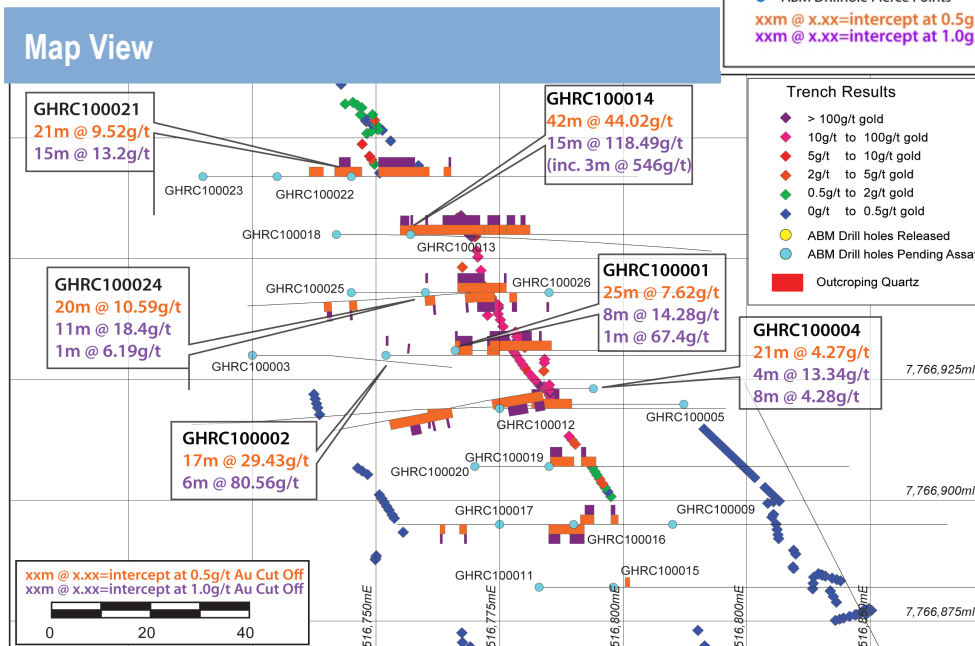 ABM Drillhole Pierce Points
xxm @ x.xx=intercept at 0.5g
xxm @ x.xx=intercept at 1.0g
Map View
Trench Results
> 100g/t gold
10g/t to 100g/t gold
5g/t to 10g/t gold
2g/t to 5g/t gold
0.5g/t to 2g/t gold
0g/t to 0.5g/t gold
ABM Drill holes Released
ABM Drill holes Pending Assay
Outcroping Quartz
GHRC100021
21m @ 9.52g/t
15m @ 13.2g/t
GHRC100014
42m @ 44.02g/t
15m @ 118.49g/t
(inc. 3m @ 546g/t)
GHRC100023
GHRC100022
GHRC100018
GHRC100013
GHRC100024
20m @ 10.59g/t
11m @ 18.4g/t
1m @ 6.19g/t
GHRC100025
GHRC100026
GHRC100001
25m @ 7.62g/t
8m @ 14.28g/t
1m @ 67.4g/t
GHRC100004
21m @ 4.27g/t
4m @ 13.34g/t
8m @ 4.28g/t
GHRC100003
7,766,925ml
GHRC100002
17m @ 29.43g/t
6m @ 80.56g/t
GHRC100012
GHRC100005
GHRC100019
GHRC100020
7,766,900ml
GHRC100017
GHRC100009
GHRC100016
GHRC100011
GHRC100015
7,766,875ml
xxm @ x.xx=intercept at 0.5g/t Au Cut Off
xxm @ x.xx=intercept at 1.0g/t Au Cut Off
0 20 40
516,750mE
516,775mE
516,800mE
516,800mE